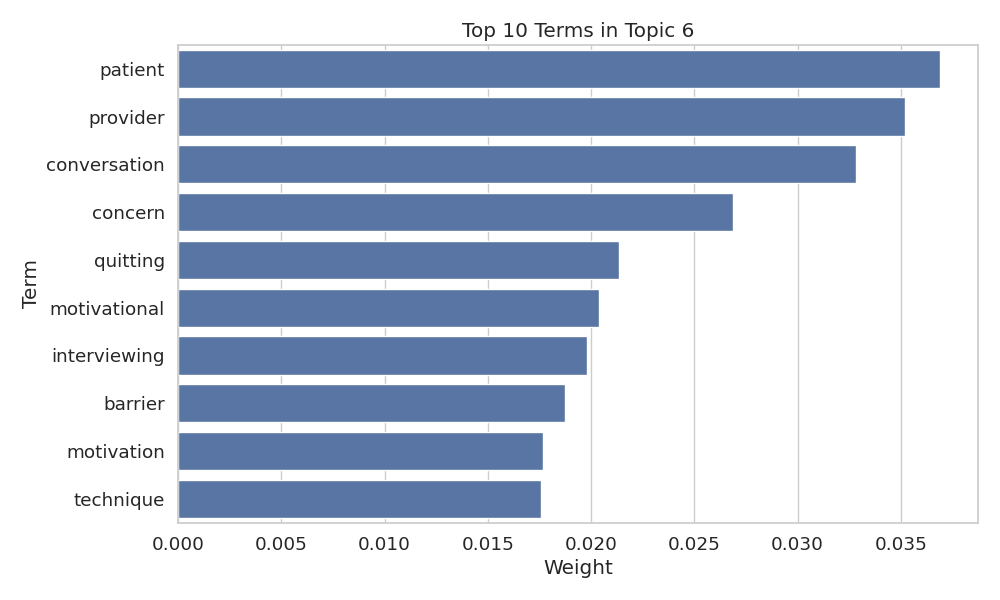 Top 10 Terms in Topic 6
Term
patient
provider
conversation
concern
quitting
motivational
interviewing
barrier
motivation
technique
0.000 0.005 0.010 0.015 0.020 0.025 0.030 0.035
Weight